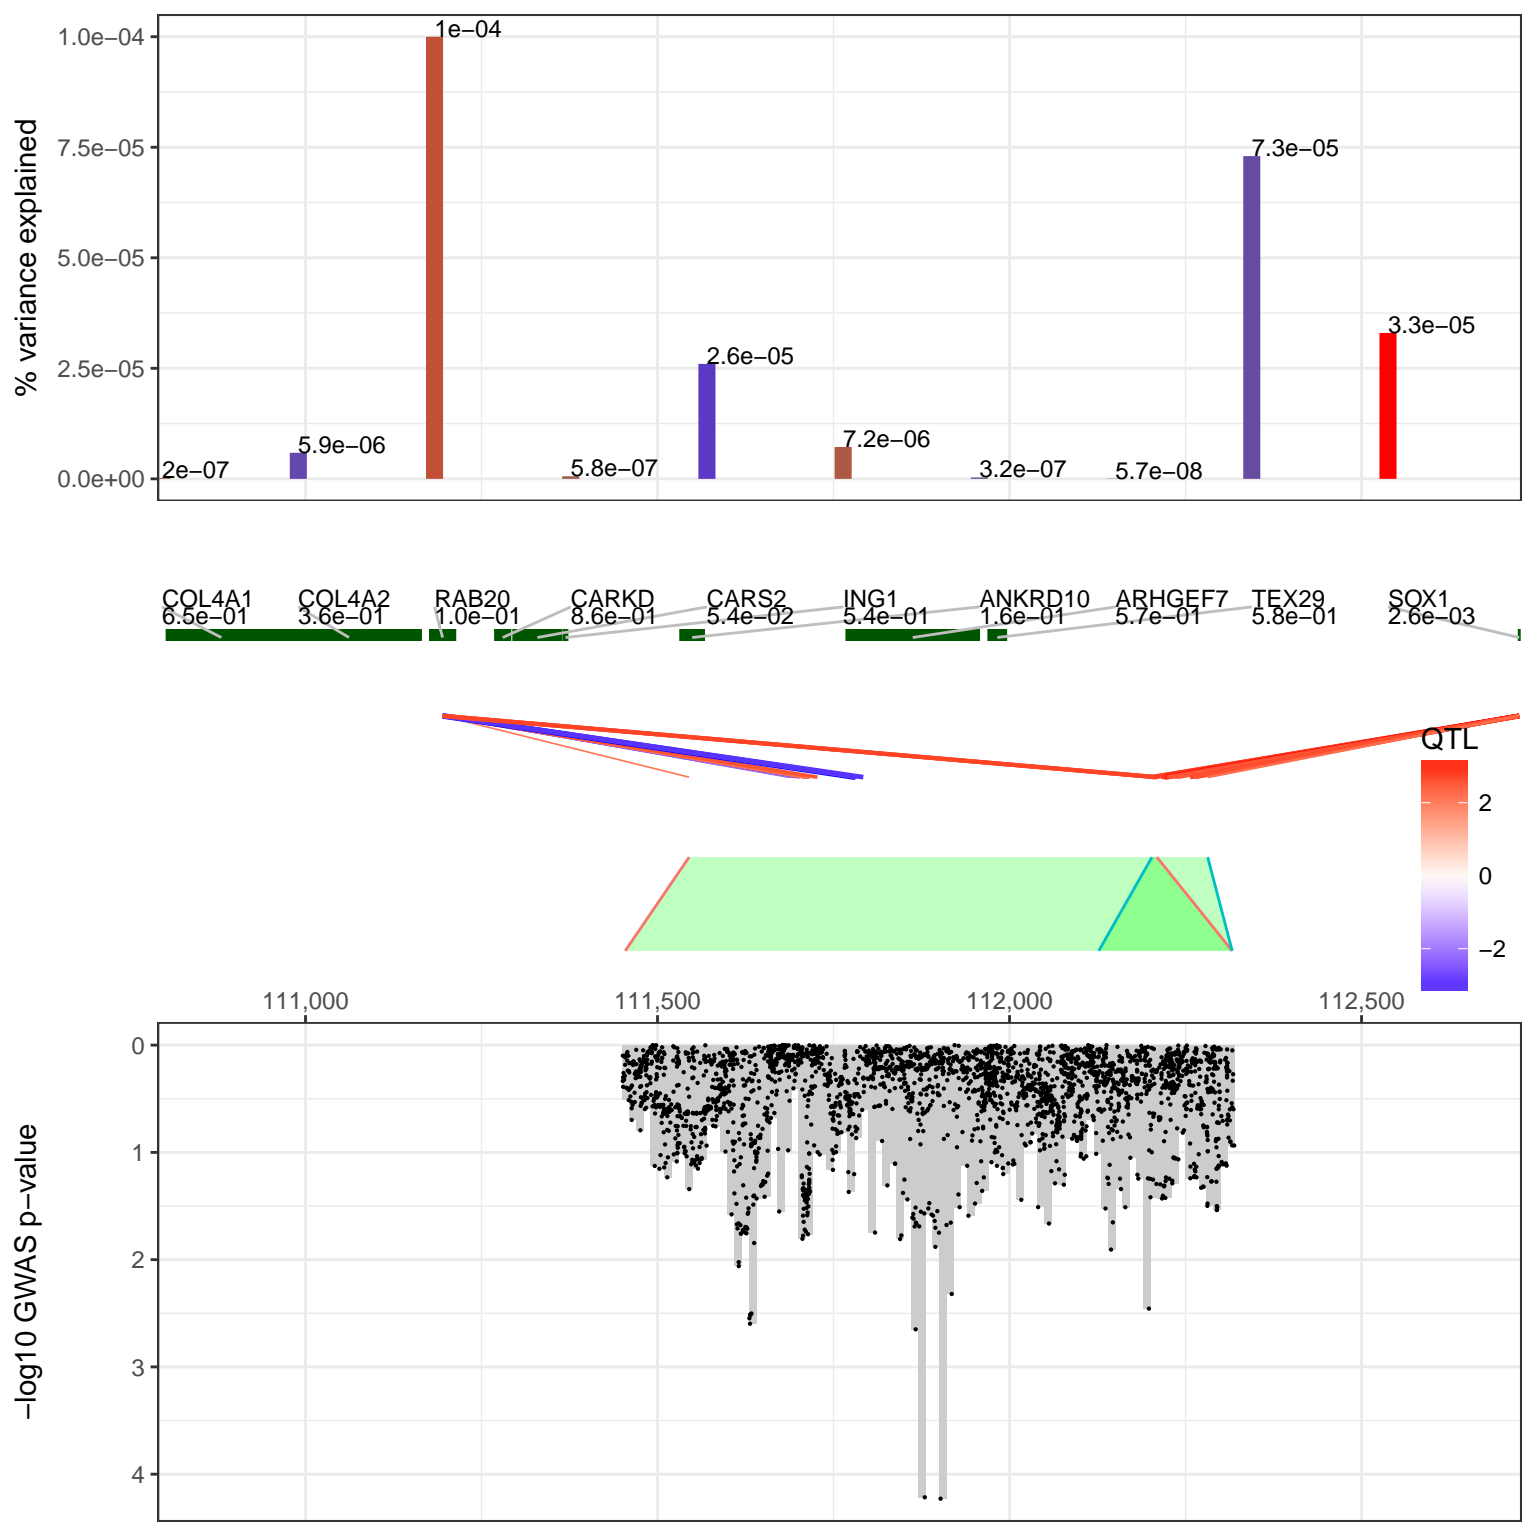 % variance explained
1.0e−04
7.5e−05
5.0e−05
2.5e−05
0.0e+00
2e−07
5.9e−06
1e−04
5.8e−07
2.6e−05
7.2e−06
3.2e−07
5.7e−08
7.3e−05
3.3e−05
COL4A1 COL4A2 RAB20 CARKD CARS2 ING1 ANKRD10 ARHGEF7 TEX29 SOX1
6.5e−01 3.6e−01 1.0e−01 8.6e−01 5.4e−02 5.4e−01 1.6e−01 5.7e−01 5.8e−01 2.6e−03
QTL
2
0
−2
111,000 111,500 112,000 112,500
−log10 GWAS p−value
0
1
2
3
4